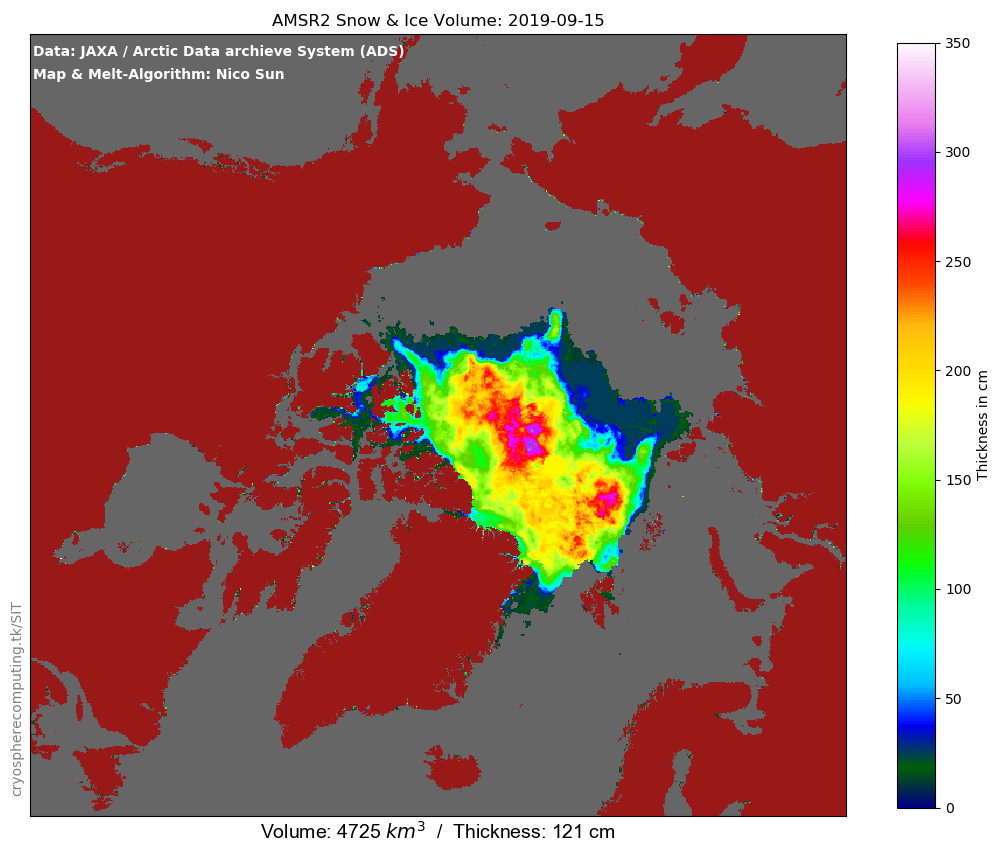 AMSR2 Snow & Ice Volume: 2019-09-15
Data: JAXA / Arctic Data archieve System (ADS)
Map & Melt-Algorithm: Nico Sun
350
300
250
200
150
100
50
0
Thickness in cm
cryospherecomputing.tk/SIT
Volume: 4725 km³ / Thickness: 121 cm